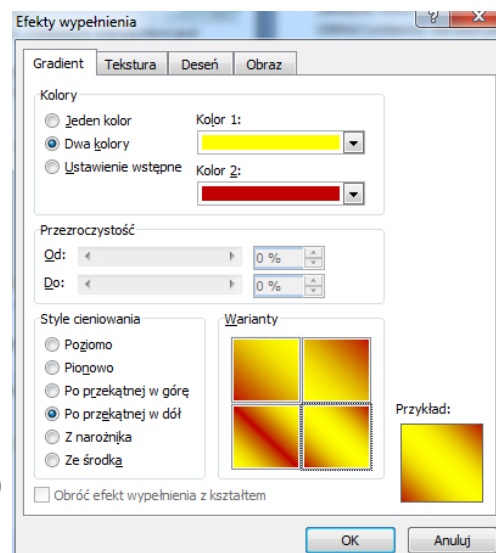 Efekty wypełnienia
Gradient Tekstura Deseń Obraz
Kolory
Jeden kolor
Dwa kolory
Ustawienie wstępne
Kolor 1:
Kolor 2:
Przezroczystość
Od: 0 %
Do: 0 %
Style cieniowania
Poziomo
Pionowo
Po przekątnej w górę
Po przekątnej w dół
Z narożnika
Ze środka
Warianty
Przykład:
Obróć efekt wypełnienia z kształtem
OK Anuluj